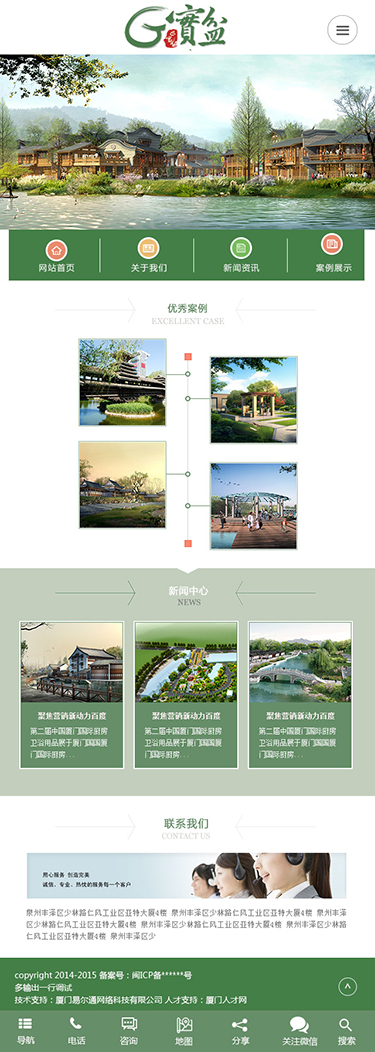 寶盆
网站首页 关于我们 新闻资讯 案例展示
优秀案例
EXCELLENT CASE
新闻中心
NEWS
聚焦营销新动力百度
第二届中国厦门国际厨房
卫浴用品展于厦门国国厦
门国际厨房...
聚焦营销新动力百度
第二届中国厦门国际厨房
卫浴用品展于厦门国国厦
门国际厨房...
聚焦营销新动力百度
第二届中国厦门国际厨房
卫浴用品展于厦门国国厦
门国际厨房...
联系我们
CONTACT US
用心服务 创造完美
诚信、专业、热忱的服务每一个客户
泉州丰泽区少林路仁风工业区亚特大厦4楼 泉州丰泽区少林路仁风工业区亚特大厦4楼 泉州丰泽
区少林路仁风工业区亚特大厦4楼 泉州丰泽区少林路仁风工业区亚特大厦4楼 泉州丰泽区少林路
仁风工业区亚特大厦4楼 泉州丰泽区少
copyright 2014-2015 备案号：闽ICP备******号
多输出一行调试
技术支持：厦门易尔通网络科技有限公司 人才支持：厦门人才网
导航 电话 咨询 地图 分享 关注微信 搜索